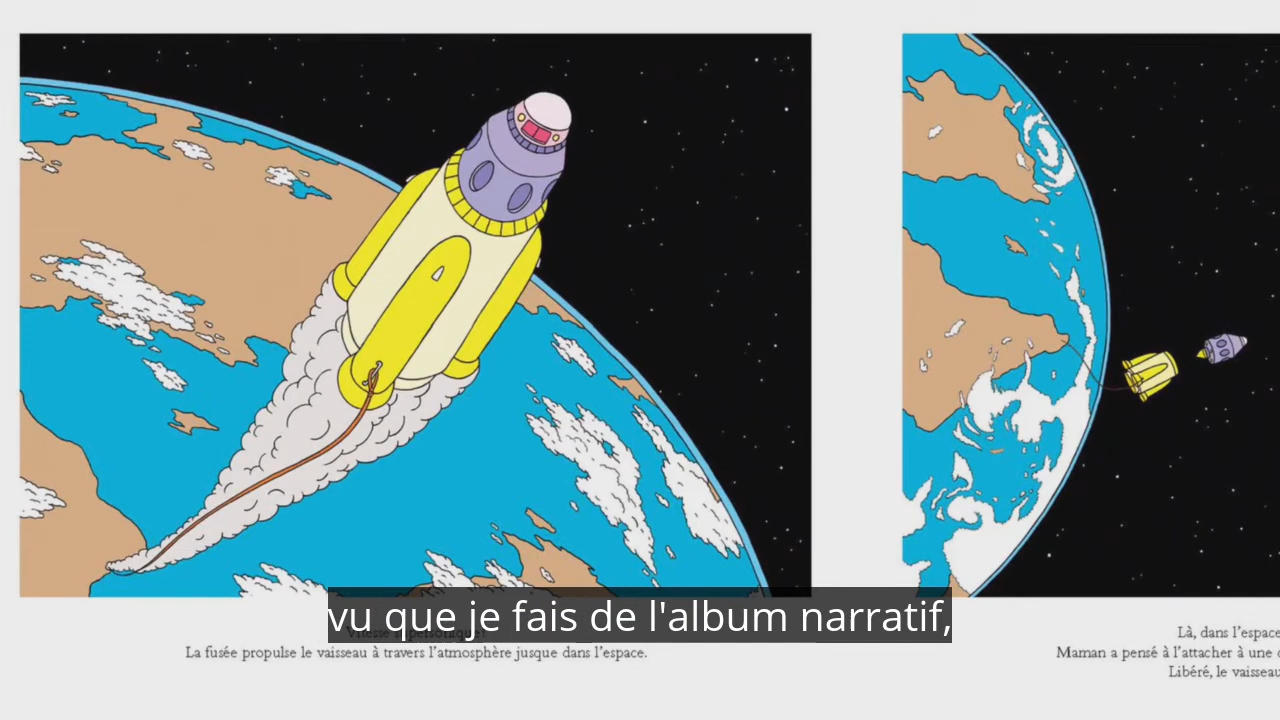 vu que je fais de l'album narratif,
La fusée propulse le vaisseau à travers l'atmosphère jusque dans l'espace.
Là, dans l'espace
Maman a pensé à l'attacher à une
Libéré, le vaisseau